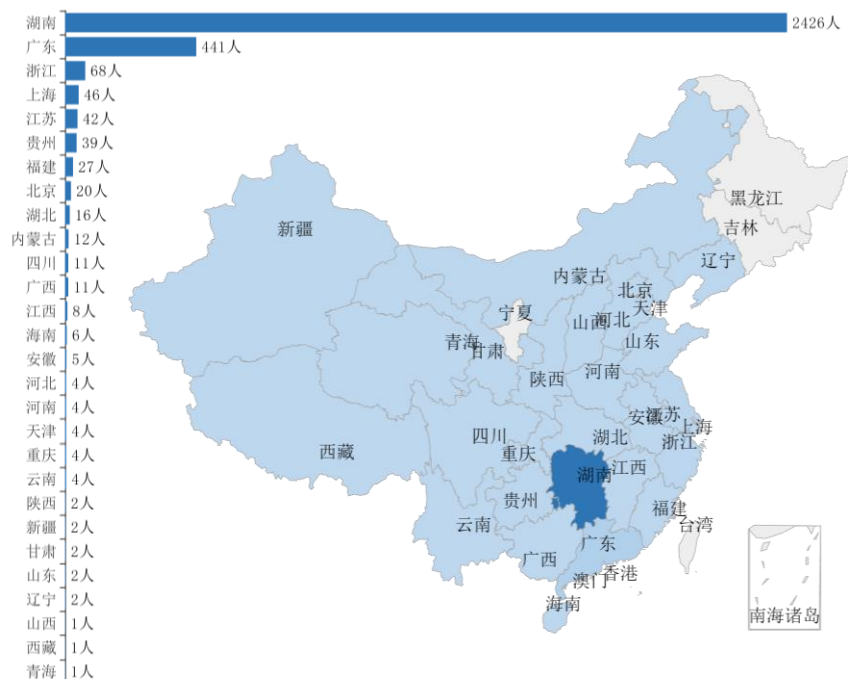 湖南 2426人
广东 441人
浙江 68人
上海 46人
江苏 42人
贵州 39人
福建 27人
北京 20人
湖北 16人
内蒙古 12人
四川 11人
广西 11人
江西 8人
海南 6人
安徽 5人
河北 4人
河南 4人
天津 4人
重庆 4人
云南 4人
陕西 2人
新疆 2人
甘肃 2人
山东 2人
辽宁 2人
山西 1人
西藏 1人
青海 1人
黑龙江
吉林
新疆
辽宁
内蒙古
北京
天津
宁夏
山西
河北
山东
青海
甘肃
河南
陕西
安徽
江苏
上海
四川
湖北
浙江
西藏
重庆
湖南
江西
贵州
福建
云南
台湾
广东
广西
香港
澳门
海南
南海诸岛